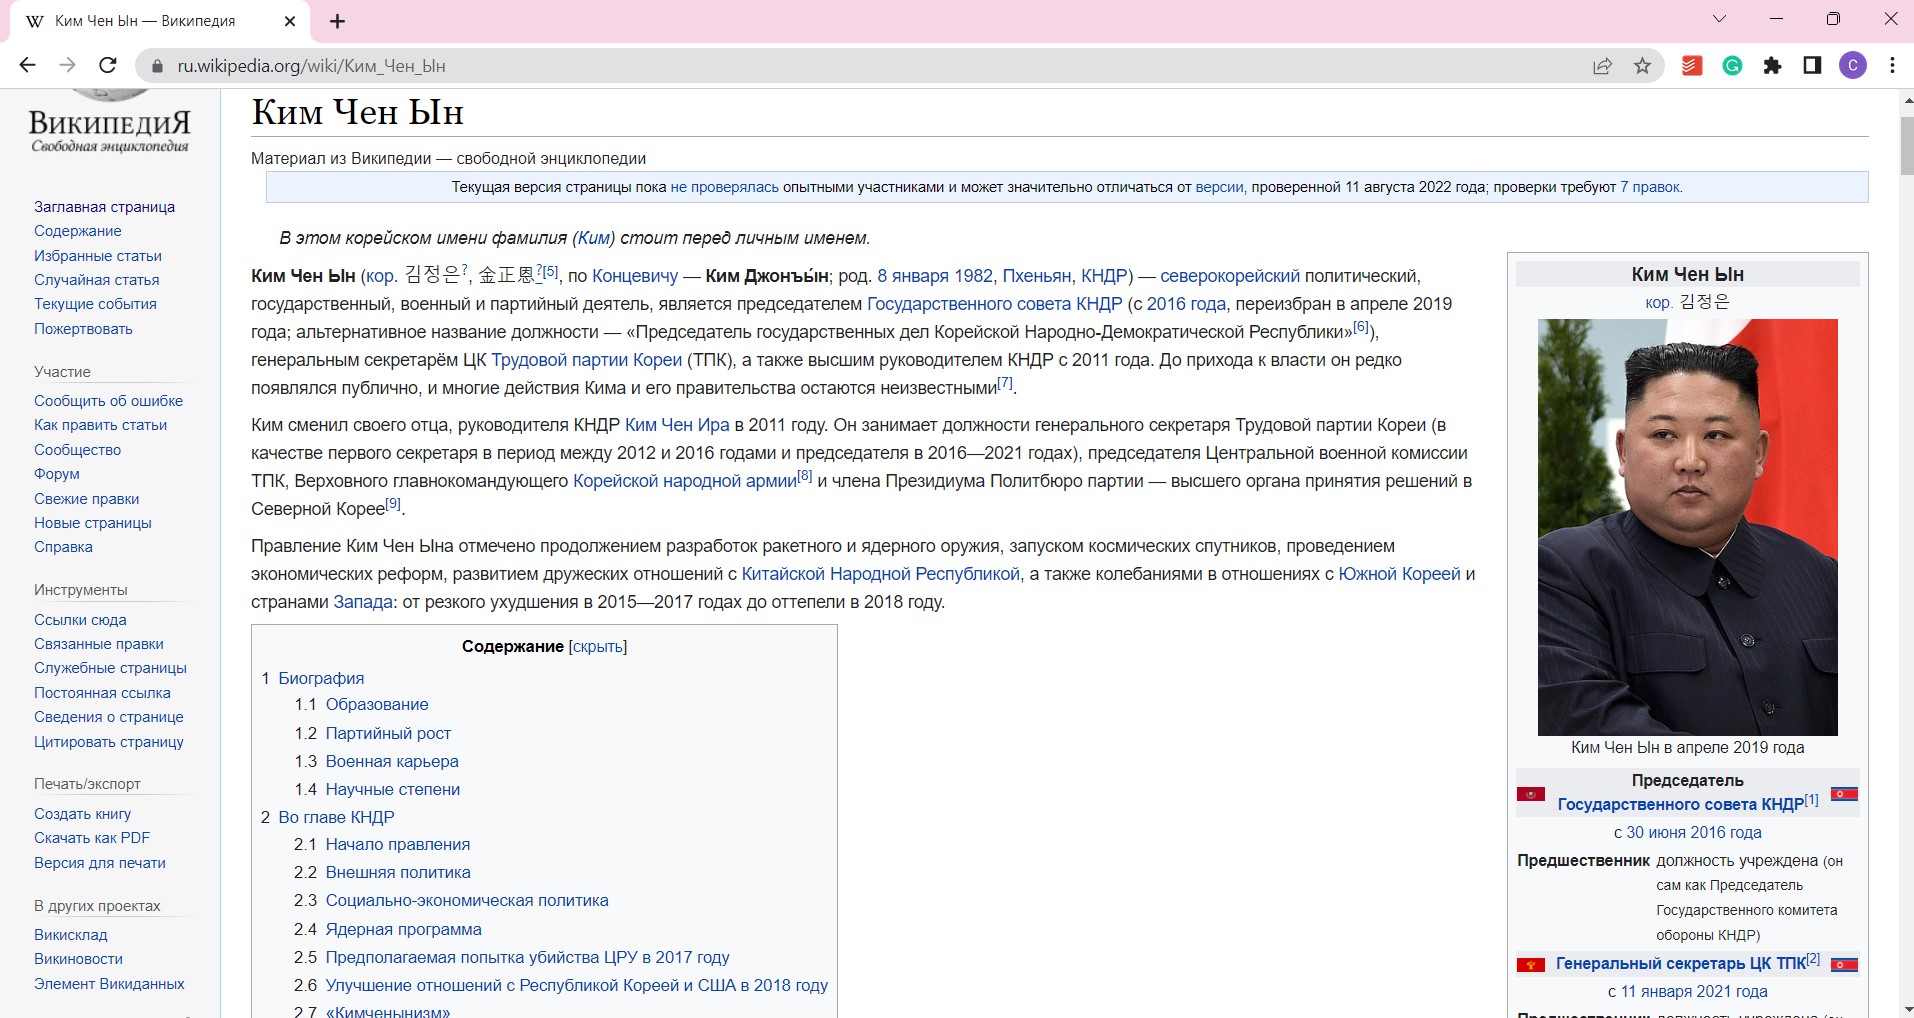 Ким Чен Ын — Википедия
ru.wikipedia.org/wiki/Ким_Чен_Ын
C
ВикипедиЯ
Свободная энциклопедия
Заглавная страница
Содержание
Избранные статьи
Случайная статья
Текущие события
Пожертвовать
Участие
Сообщить об ошибке
Как править статьи
Сообщество
Форум
Свежие правки
Новые страницы
Справка
Инструменты
Ссылки сюда
Связанные правки
Служебные страницы
Постоянная ссылка
Сведения о странице
Цитировать страницу
Печать/экспорт
Создать книгу
Скачать как PDF
Версия для печати
В других проектах
Викисклад
Викиновости
Элемент Викиданных
Ким Чен Ын
Материал из Википедии — свободной энциклопедии
Текущая версия страницы пока не проверялась опытными участниками и может значительно отличаться от версии, проверенной 11 августа 2022 года; проверки требуют 7 правок.
В этом корейском имени фамилия (Ким) стоит перед личным именем.
Ким Чен Ын (кор. 김정은?, 金正恩?[5], по Концевичу — Ким Джонъы́н; род. 8 января 1982, Пхеньян, КНДР) — северокорейский политический,
государственный, военный и партийный деятель, является председателем Государственного совета КНДР (с 2016 года, переизбран в апреле 2019
года; альтернативное название должности — «Председатель государственных дел Корейской Народно-Демократической Республики»[6]),
генеральным секретарём ЦК Трудовой партии Кореи (ТПК), а также высшим руководителем КНДР с 2011 года. До прихода к власти он редко
появлялся публично, и многие действия Кима и его правительства остаются неизвестными[7].
Ким сменил своего отца, руководителя КНДР Ким Чен Ира в 2011 году. Он занимает должности генерального секретаря Трудовой партии Кореи (в
качестве первого секретаря в период между 2012 и 2016 годами и председателя в 2016—2021 годах), председателя Центральной военной комиссии
ТПК, Верховного главнокомандующего Корейской народной армии[8] и члена Президиума Политбюро партии — высшего органа принятия решений в
Северной Корее[9].
Правление Ким Чен Ына отмечено продолжением разработок ракетного и ядерного оружия, запуском космических спутников, проведением
экономических реформ, развитием дружеских отношений с Китайской Народной Республикой, а также колебаниями в отношениях с Южной Кореей и
странами Запада: от резкого ухудшения в 2015—2017 годах до оттепели в 2018 году.
Содержание [скрыть]
1 Биография
1.1 Образование
1.2 Партийный рост
1.3 Военная карьера
1.4 Научные степени
2 Во главе КНДР
2.1 Начало правления
2.2 Внешняя политика
2.3 Социально-экономическая политика
2.4 Ядерная программа
2.5 Предполагаемая попытка убийства ЦРУ в 2017 году
2.6 Улучшение отношений с Республикой Кореей и США в 2018 году
2.7 «Кимченынизм»
Ким Чен Ын
кор. 김정은
Ким Чен Ын в апреле 2019 года
Председатель
Государственного совета КНДР[1]
с 30 июня 2016 года
Предшественник должность учреждена (он
сам как Председатель
Государственного комитета
обороны КНДР)
Генеральный секретарь ЦК ТПК[2]
с 11 января 2021 года
Предшественник должность учреждена (он